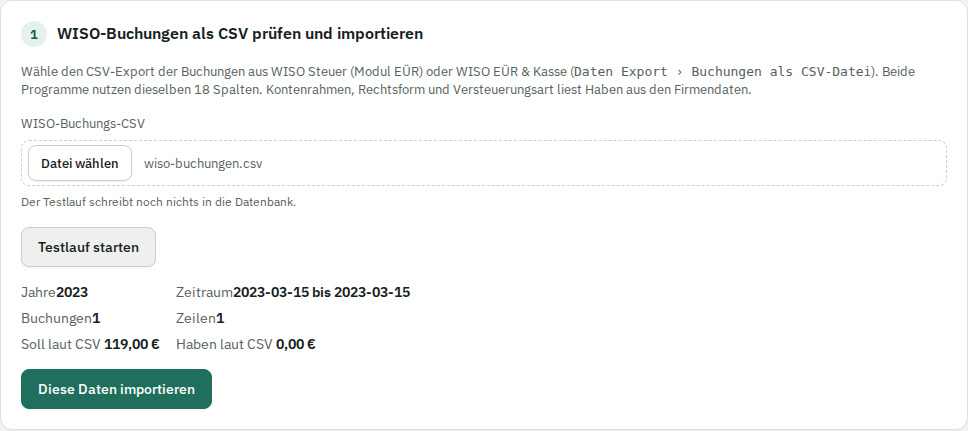 1 WISO-Buchungen als CSV prüfen und importieren
Wähle den CSV-Export der Buchungen aus WISO Steuer (Modul EÜR) oder WISO EÜR & Kasse (Daten Export › Buchungen als CSV-Datei). Beide
Programme nutzen dieselben 18 Spalten. Kontenrahmen, Rechtsform und Versteuerungsart liest Haben aus den Firmendaten.
WISO-Buchungs-CSV
Datei wählen wiso-buchungen.csv
Der Testlauf schreibt noch nichts in die Datenbank.
Testlauf starten
Jahre2023 Zeitraum2023-03-15 bis 2023-03-15
Buchungen1 Zeilen1
Soll laut CSV 119,00 € Haben laut CSV 0,00 €
Diese Daten importieren